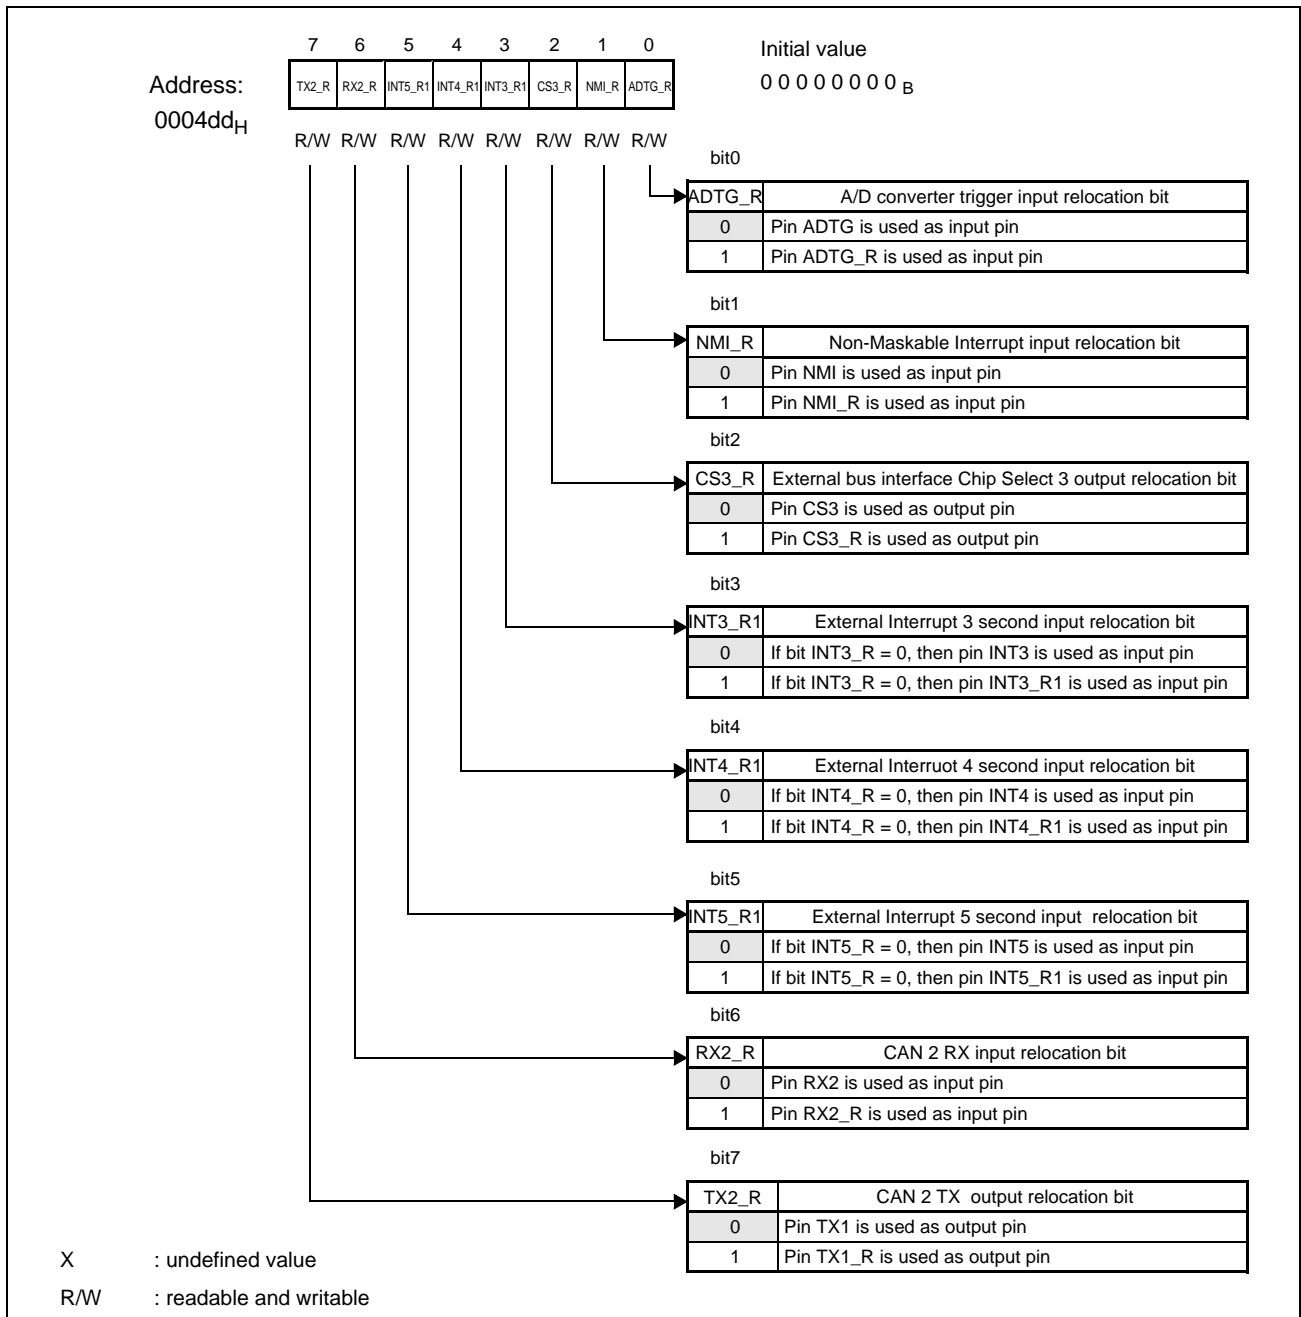 7 6 5 4 3 2 1 0
Initial value
Address:
TX2_R RX2_R INT5_R1 INT4_R1 INT3_R1 CS3_R NMI_R ADTG_R
0 0 0 0 0 0 0 0 B
0004ddH
R/W R/W R/W R/W R/W R/W R/W R/W
bit0
ADTG_R A/D converter trigger input relocation bit
0 Pin ADTG is used as input pin
1 Pin ADTG_R is used as input pin
bit1
NMI_R Non-Maskable Interrupt input relocation bit
0 Pin NMI is used as input pin
1 Pin NMI_R is used as input pin
bit2
CS3_R External bus interface Chip Select 3 output relocation bit
0 Pin CS3 is used as output pin
1 Pin CS3_R is used as output pin
bit3
INT3_R1 External Interrupt 3 second input relocation bit
0 If bit INT3_R = 0, then pin INT3 is used as input pin
1 If bit INT3_R = 0, then pin INT3_R1 is used as input pin
bit4
INT4_R1 External Interruot 4 second input relocation bit
0 If bit INT4_R = 0, then pin INT4 is used as input pin
1 If bit INT4_R = 0, then pin INT4_R1 is used as input pin
bit5
INT5_R1 External Interrupt 5 second input relocation bit
0 If bit INT5_R = 0, then pin INT5 is used as input pin
1 If bit INT5_R = 0, then pin INT5_R1 is used as input pin
bit6
RX2_R CAN 2 RX input relocation bit
0 Pin RX2 is used as input pin
1 Pin RX2_R is used as input pin
bit7
TX2_R CAN 2 TX output relocation bit
0 Pin TX1 is used as output pin
1 Pin TX1_R is used as output pin
X : undefined value
R/W : readable and writable